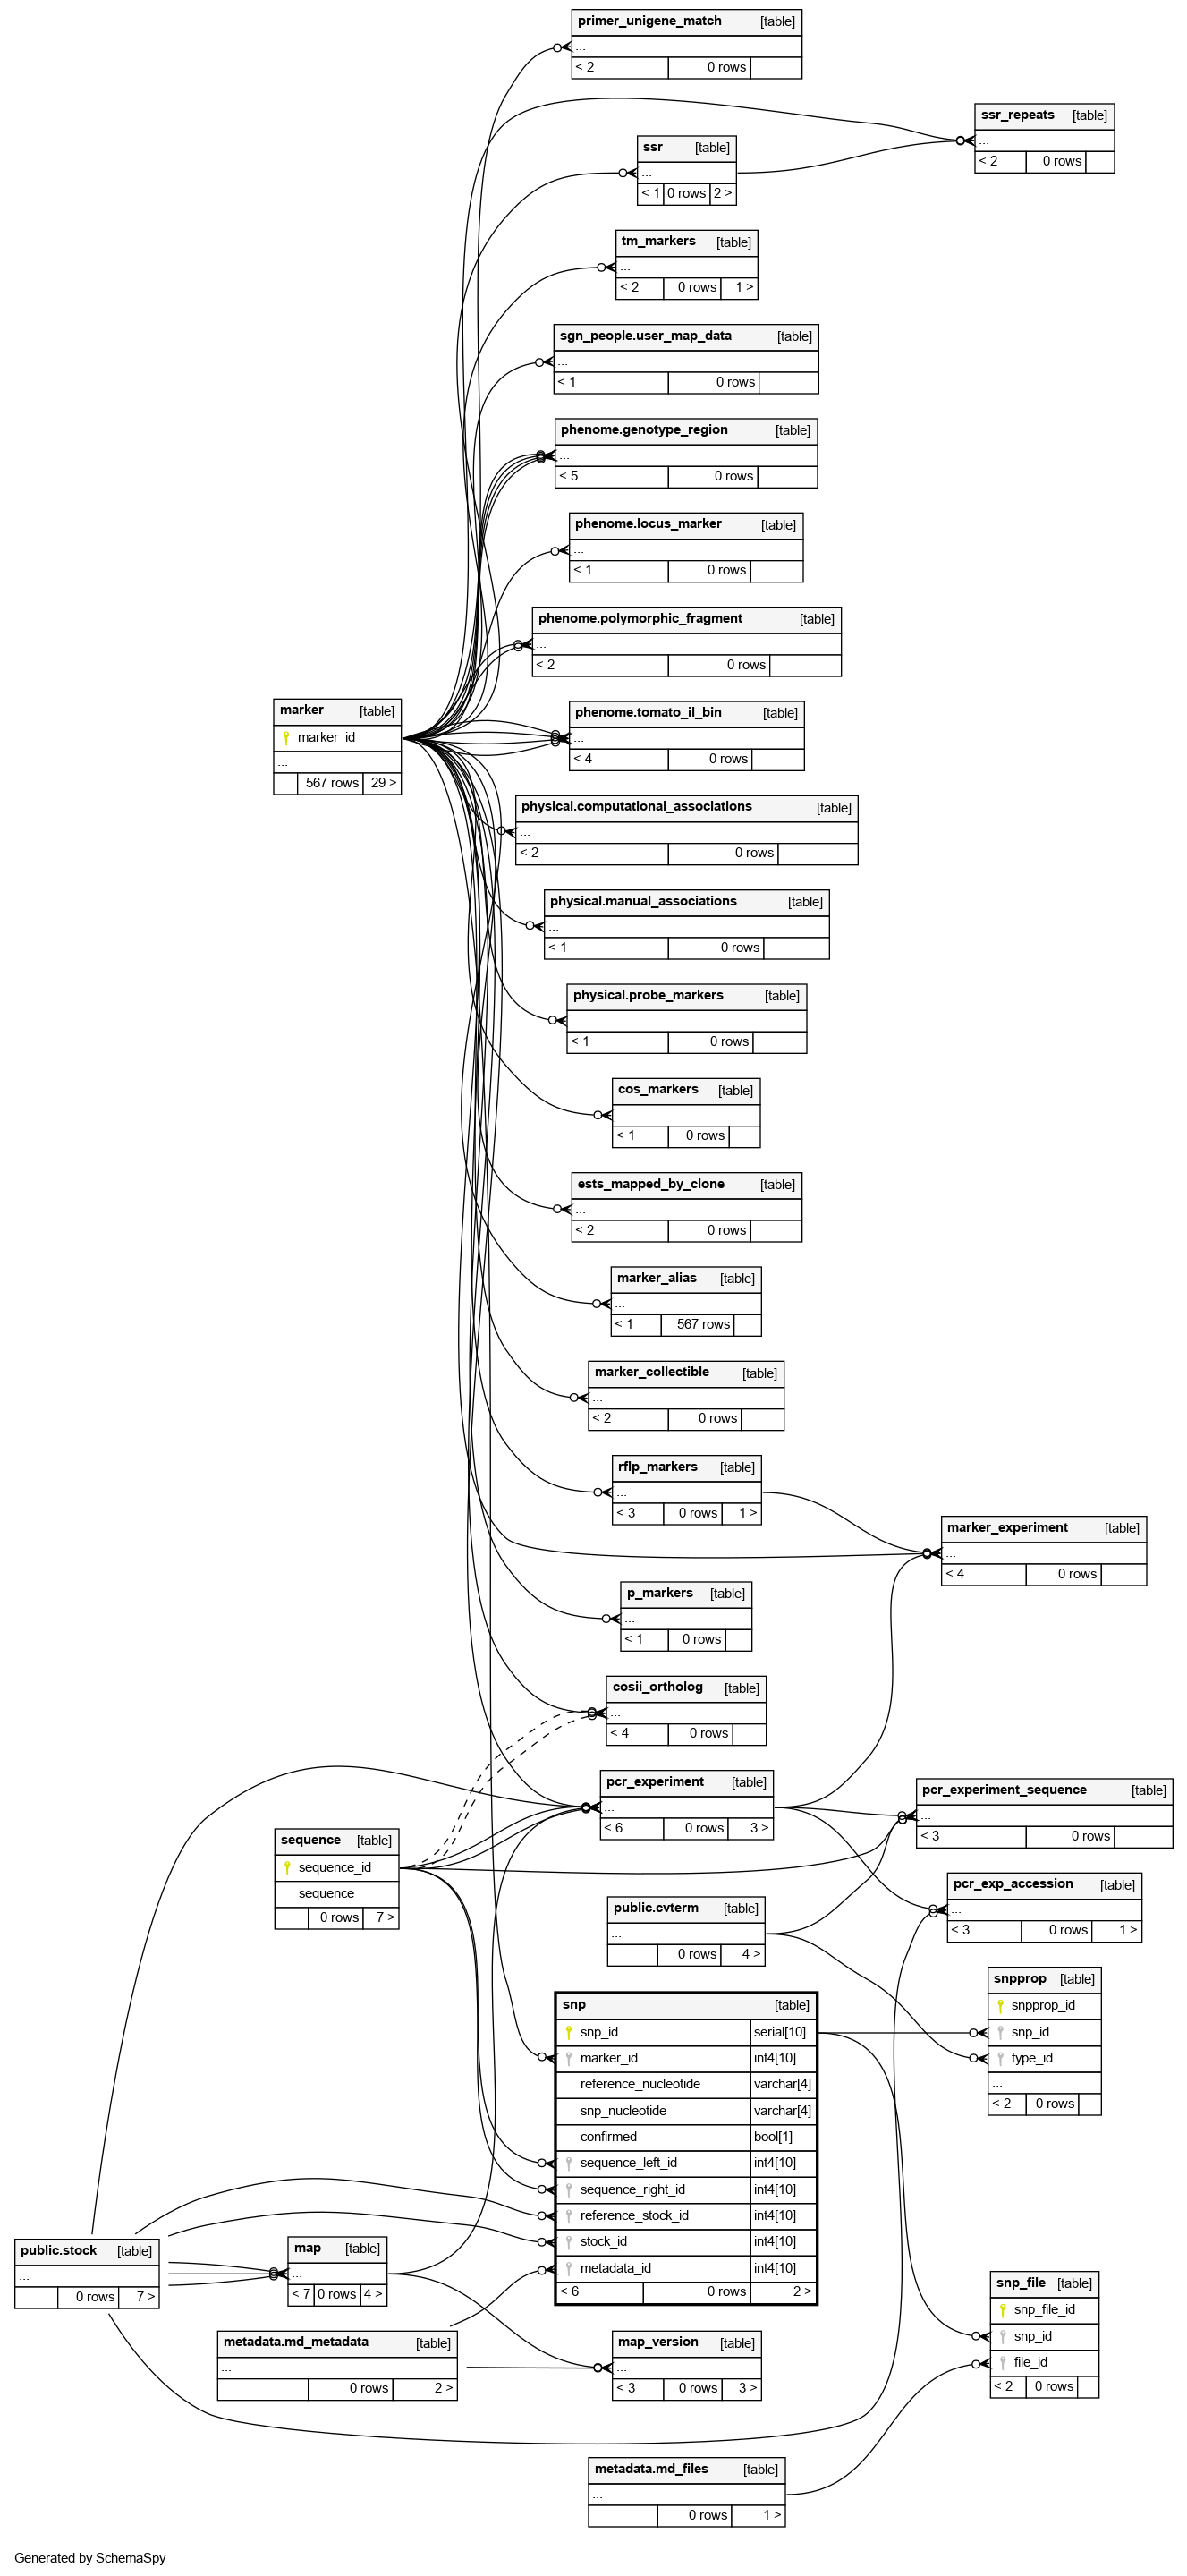 primer_unigene_match [table]
...
< 2 0 rows
ssr_repeats [table]
...
< 2 0 rows
ssr [table]
...
< 1 0 rows 2 >
tm_markers [table]
...
< 2 0 rows 1 >
sgn_people.user_map_data [table]
...
< 1 0 rows
phenome.genotype_region [table]
...
< 5 0 rows
phenome.locus_marker [table]
...
< 1 0 rows
phenome.polymorphic_fragment [table]
...
< 2 0 rows
marker [table]
marker_id
...
567 rows 29 >
phenome.tomato_il_bin [table]
...
< 4 0 rows
physical.computational_associations [table]
...
< 2 0 rows
physical.manual_associations [table]
...
< 1 0 rows
physical.probe_markers [table]
...
< 1 0 rows
cos_markers [table]
...
< 1 0 rows
ests_mapped_by_clone [table]
...
< 2 0 rows
marker_alias [table]
...
< 1 567 rows
marker_collectible [table]
...
< 2 0 rows
rflp_markers [table]
...
< 3 0 rows 1 >
marker_experiment [table]
...
< 4 0 rows
p_markers [table]
...
< 1 0 rows
cosii_ortholog [table]
...
< 4 0 rows
pcr_experiment [table]
...
< 6 0 rows 3 >
pcr_experiment_sequence [table]
...
< 3 0 rows
sequence [table]
sequence_id
sequence
0 rows 7 >
pcr_exp_accession [table]
...
< 3 0 rows 1 >
public.cvterm [table]
...
0 rows 4 >
snpprop [table]
snpprop_id
snp_id
type_id
...
< 2 0 rows
snp [table]
snp_id serial[10]
marker_id int4[10]
reference_nucleotide varchar[4]
snp_nucleotide varchar[4]
confirmed bool[1]
sequence_left_id int4[10]
sequence_right_id int4[10]
reference_stock_id int4[10]
stock_id int4[10]
metadata_id int4[10]
< 6 0 rows 2 >
public.stock [table]
...
0 rows 7 >
map [table]
...
< 7 0 rows 4 >
snp_file [table]
snp_file_id
snp_id
file_id
< 2 0 rows
metadata.md_metadata [table]
...
0 rows 2 >
map_version [table]
...
< 3 0 rows 3 >
metadata.md_files [table]
...
0 rows 1 >
Generated by SchemaSpy